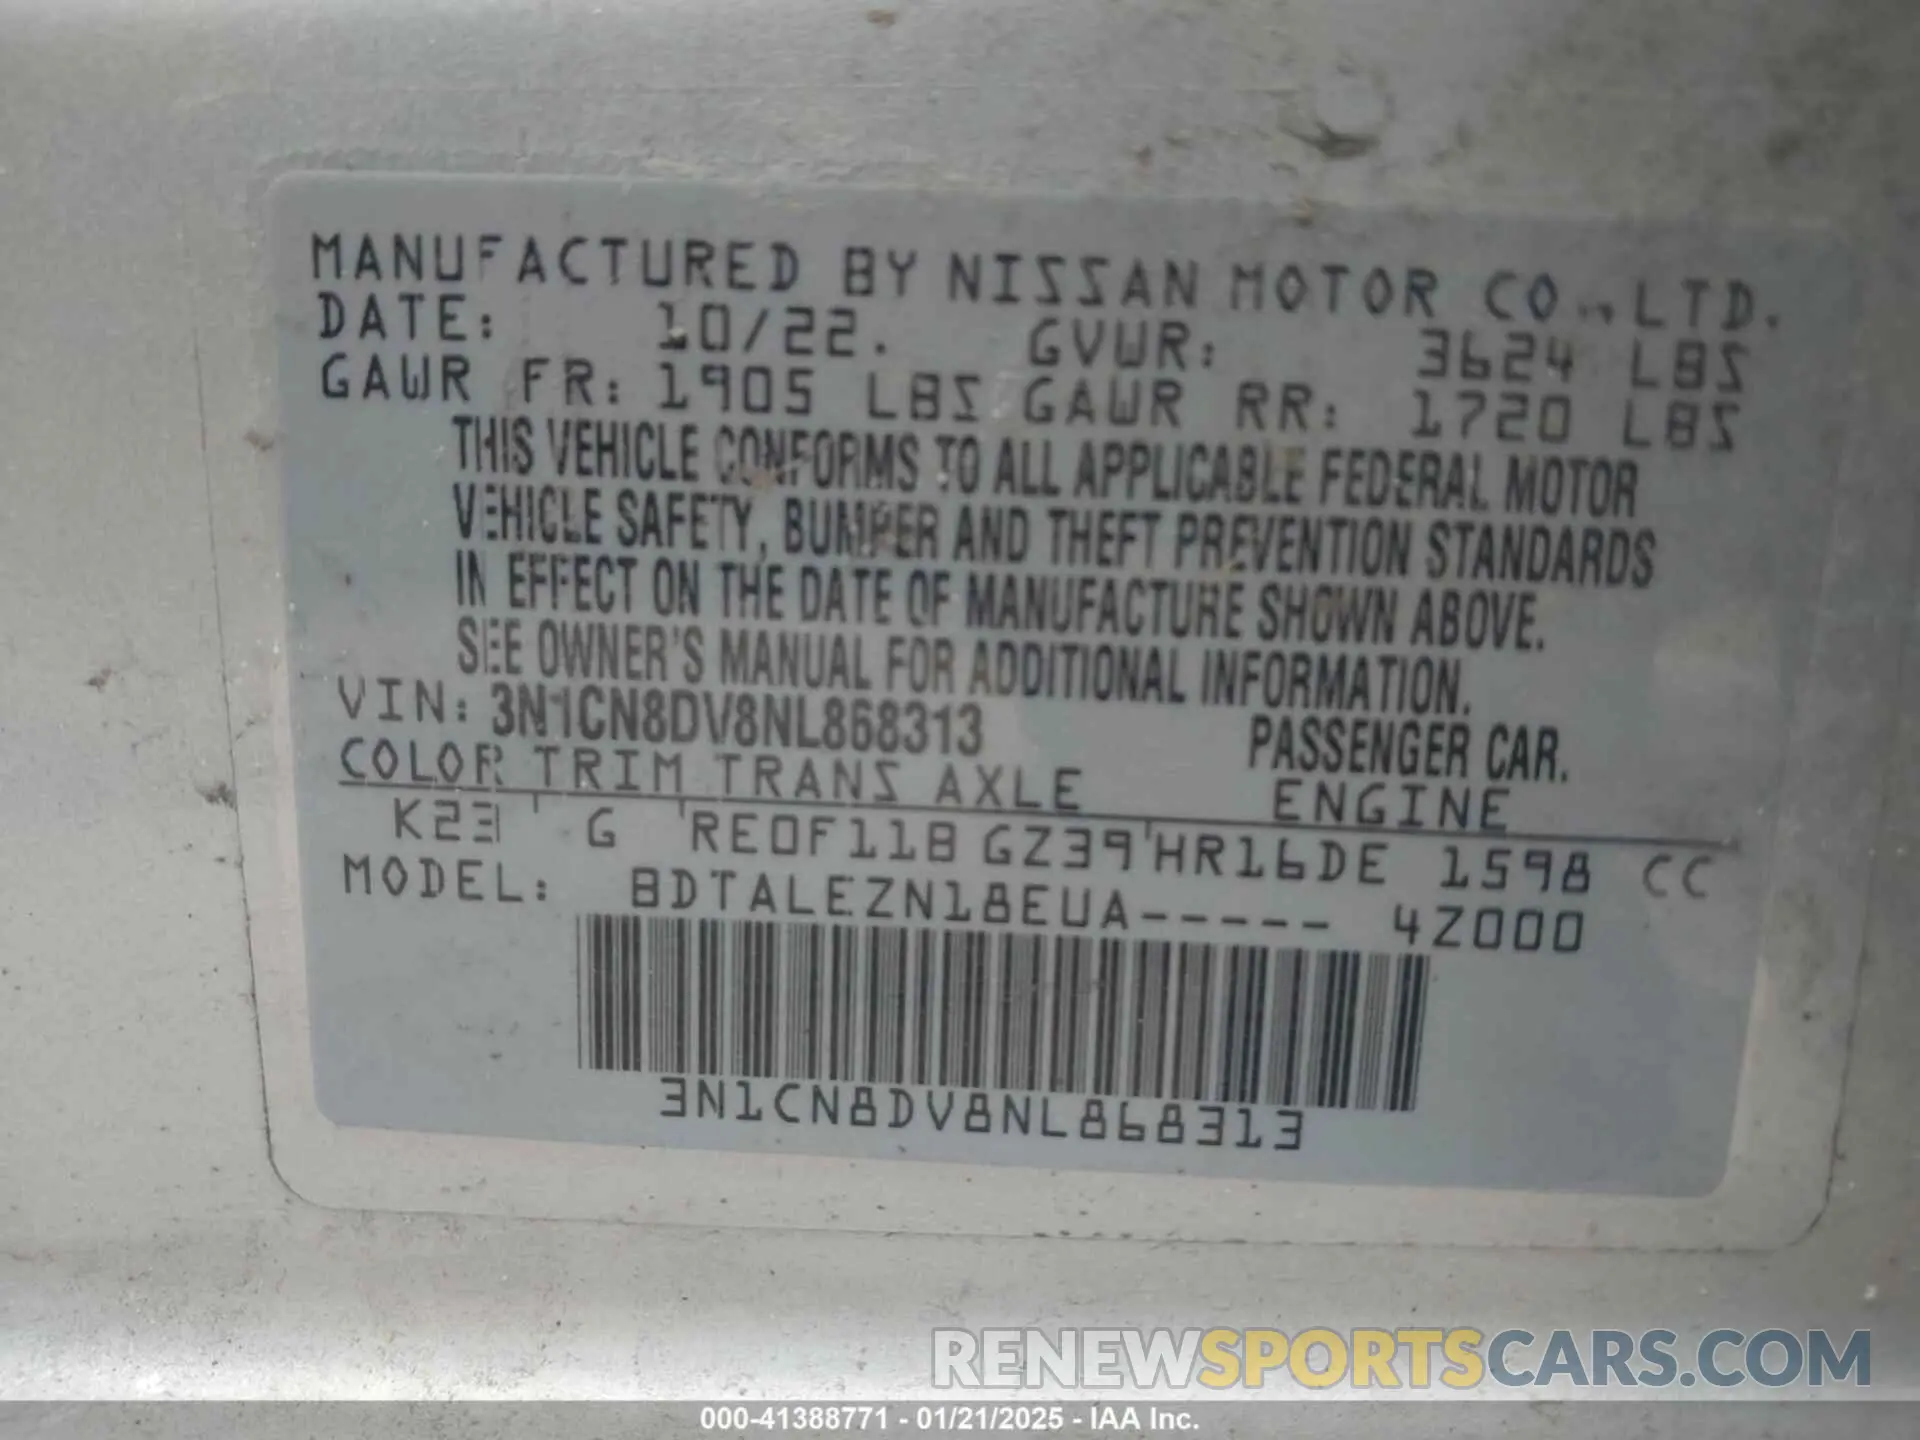 MANUFACTURED BY NISSAN MOTOR CO.,LTD.
DATE: 10/22. GVWR: 3624 LBS
GAWR FR: 1905 LBS GAWR RR: 1720 LBS
THIS VEHICLE CONFORMS TO ALL APPLICABLE FEDERAL MOTOR
VEHICLE SAFETY, BUMPER AND THEFT PREVENTION STANDARDS
IN EFFECT ON THE DATE OF MANUFACTURE SHOWN ABOVE.
SEE OWNER'S MANUAL FOR ADDITIONAL INFORMATION.
VIN: 3N1CN8DV8NL868313 PASSENGER CAR.
COLOR TRIM TRANS AXLE ENGINE
K23 G RE0F11B GZ39 HR16DE 1598 CC
MODEL: BDTALEZN18EUA----- 4Z000
3N1CN8DV8NL868313
RENEWSPORTSCARS.COM
000-41388771 - 01/21/2025 - IAA Inc.